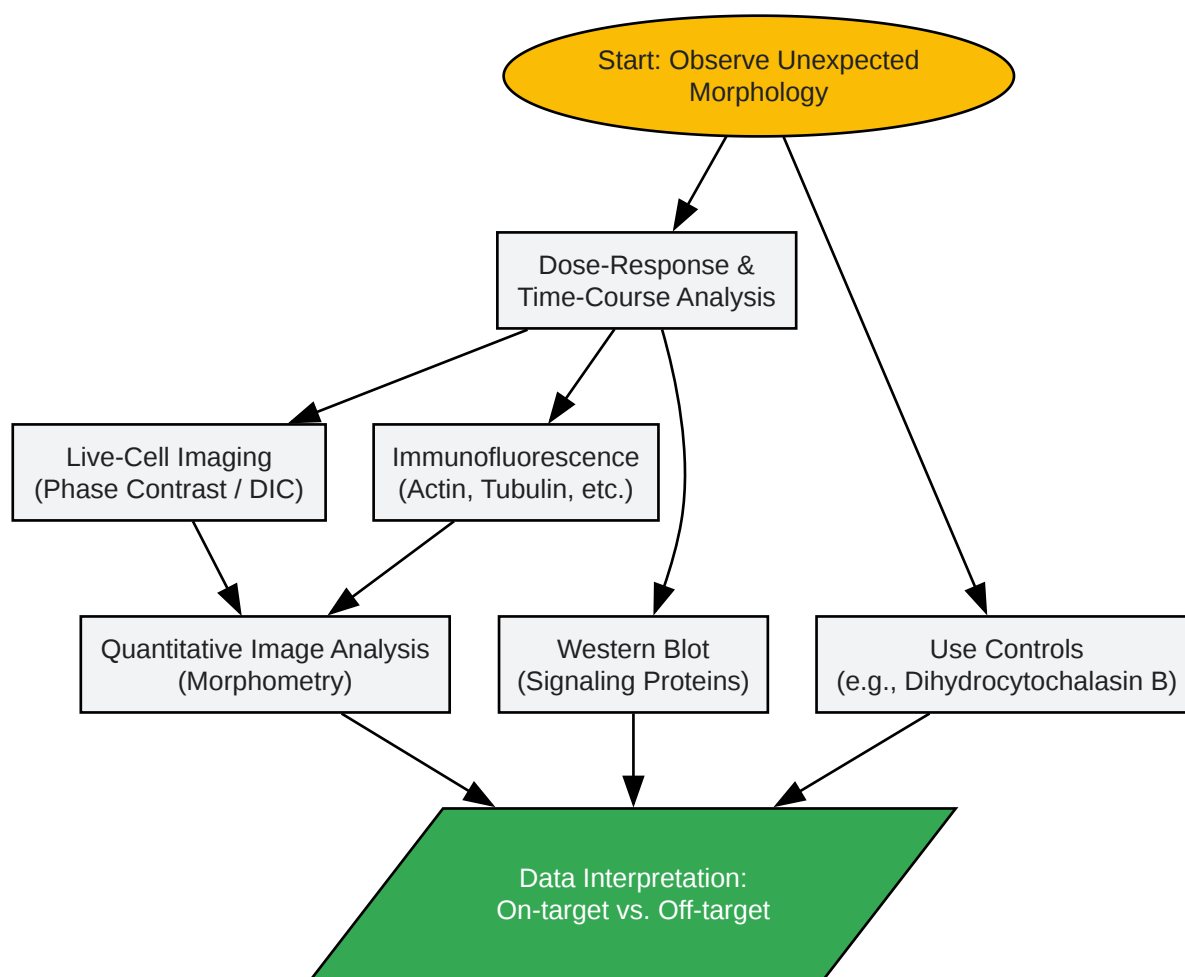 Start: Observe Unexpected
Morphology
Dose-Response &
Time-Course Analysis
Live-Cell Imaging
(Phase Contrast / DIC)
Immunofluorescence
(Actin, Tubulin, etc.)
Quantitative Image Analysis
(Morphometry)
Western Blot
(Signaling Proteins)
Use Controls
(e.g., Dihydrocytochalasin B)
Data Interpretation:
On-target vs. Off-target